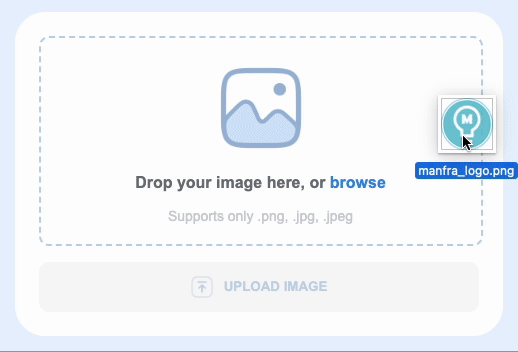 M
manfra_logo.png
Drop your image here, or browse
Supports only .png, .jpg, .jpeg
UPLOAD IMAGE